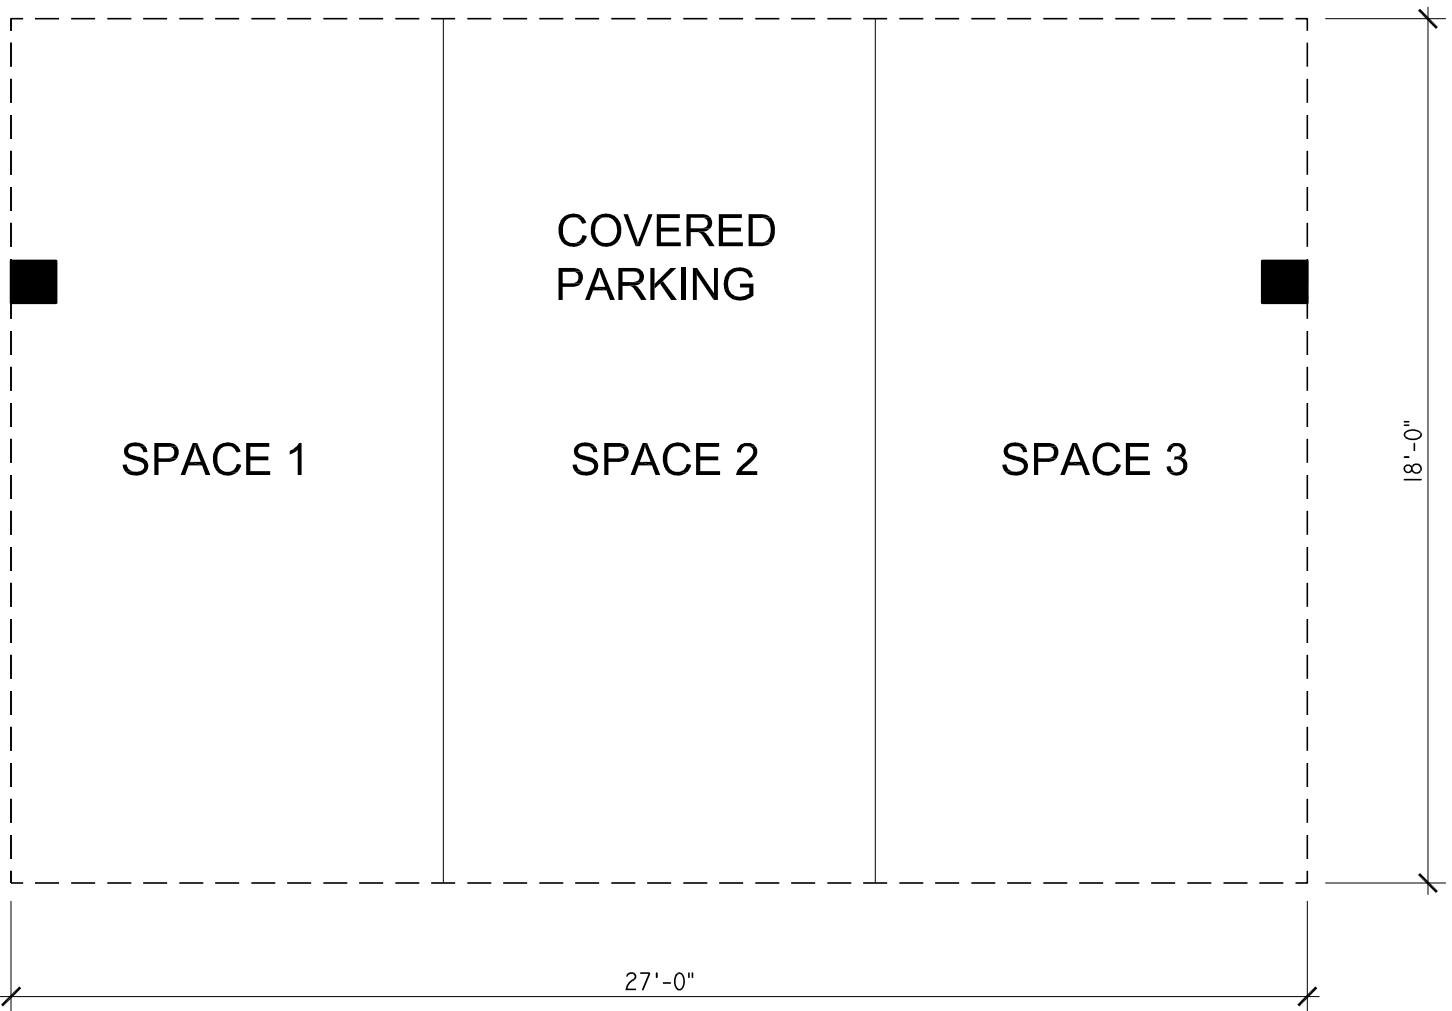 COVERED
PARKING
SPACE 1
SPACE 2
SPACE 3
18'-0"
27'-0"